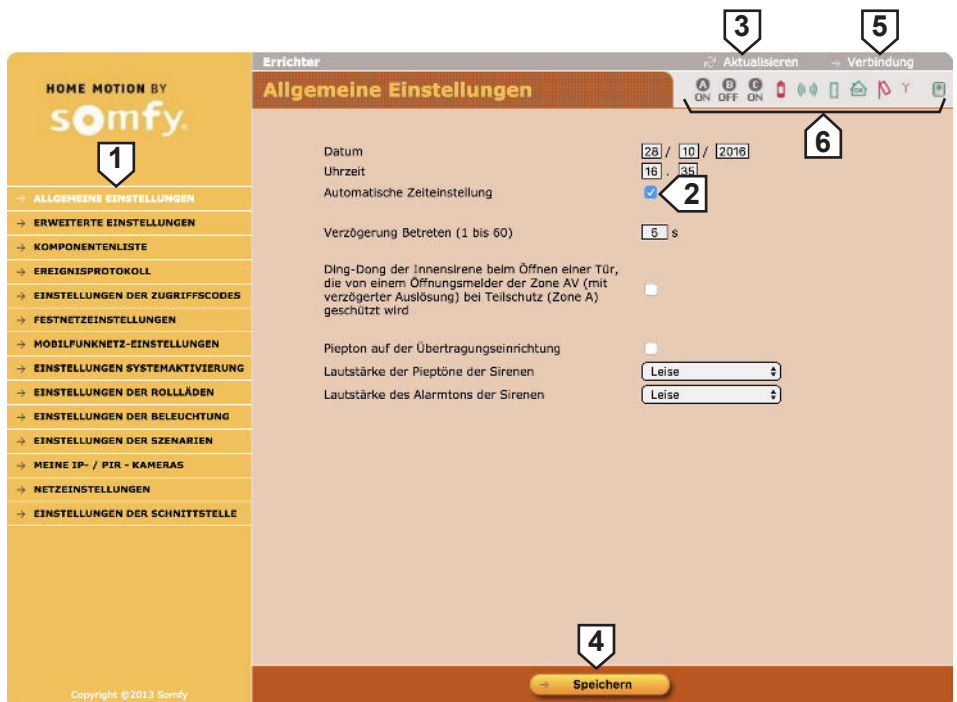 3
5
Errichter
Aktualisieren
Verbindung
HOME MOTION BY
somfy.
Allgemeine Einstellungen
A B C
ON OFF ON
1
6
2
ALLGEMEINE EINSTELLUNGEN
ERWEITERTE EINSTELLUNGEN
KOMPONENTENLISTE
EREIGNISPROTOKOLL
EINSTELLUNGEN DER ZUGRIFFSCODES
FESTNETZEINSTELLUNGEN
MOBILFUNKNETZ-EINSTELLUNGEN
EINSTELLUNGEN SYSTEMAKTIVIERUNG
EINSTELLUNGEN DER ROLLLÄDEN
EINSTELLUNGEN DER BELEUCHTUNG
EINSTELLUNGEN DER SZENARIEN
MEINE IP- / PIR - KAMERAS
NETZEINSTELLUNGEN
EINSTELLUNGEN DER SCHNITTSTELLE
Datum 28 / 10 / 2016
Uhrzeit 16 . 35
Automatische Zeiteinstellung
Verzögerung Betreten (1 bis 60) 5 s
Ding-Dong der Innensirene beim Öffnen einer Tür,
die von einem Öffnungsmelder der Zone AV (mit
verzögerter Auslösung) bei Teilschutz (Zone A)
geschützt wird
Piepton auf der Übertragungseinrichtung
Lautstärke der Pieptöne der Sirenen Leise
Lautstärke des Alarmtons der Sirenen Leise
4
Speichern
Copyright ©2013 Somfy